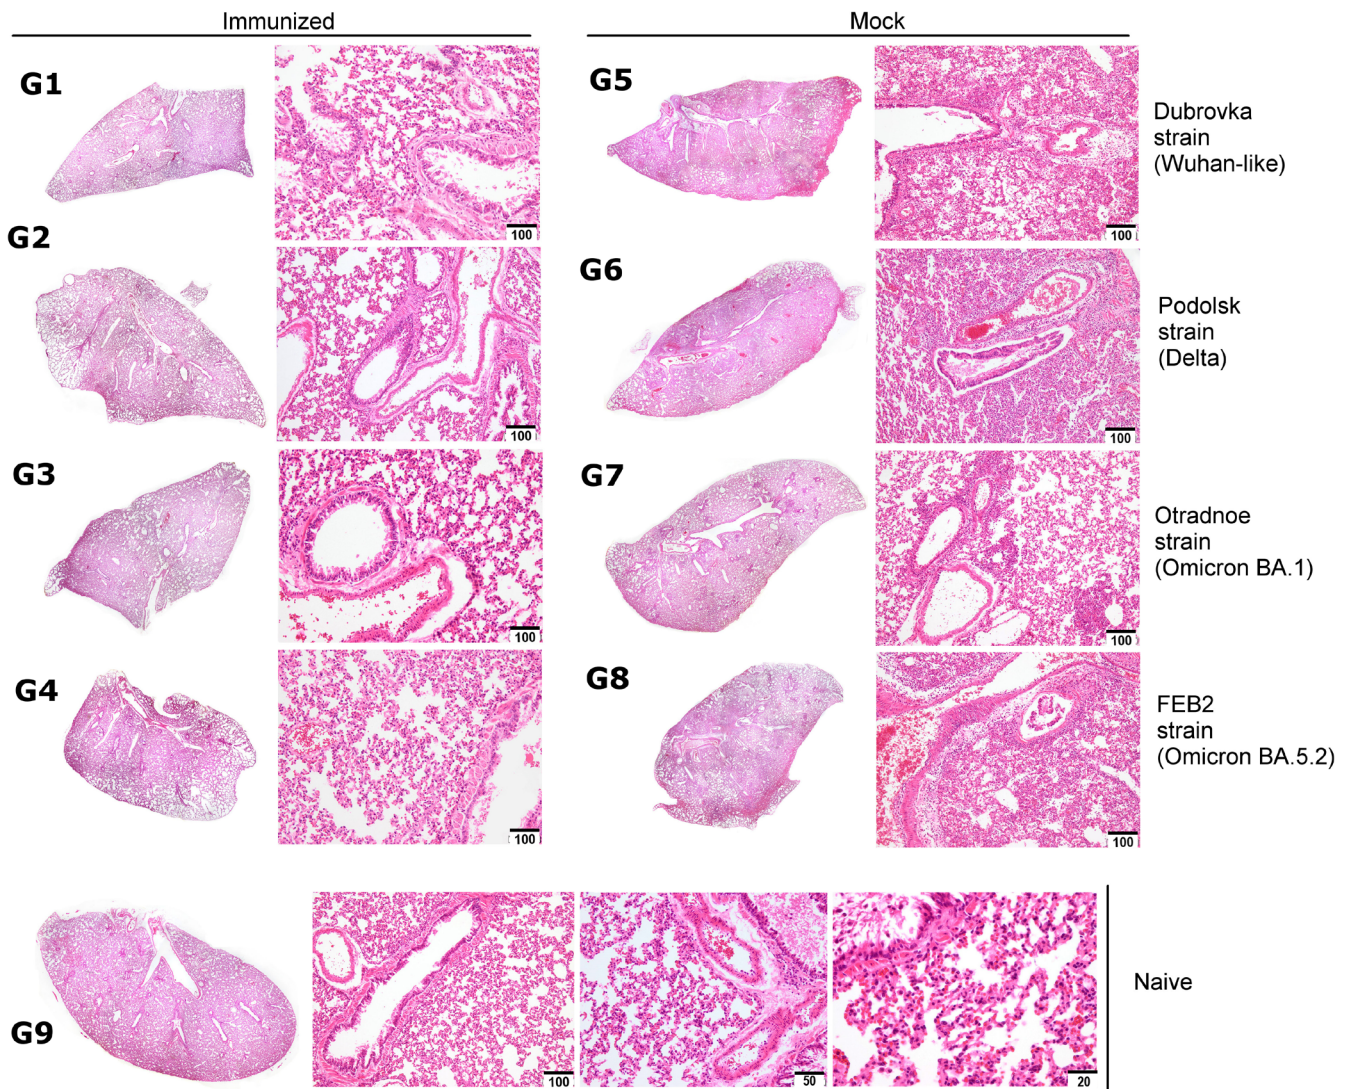 Immunized
Mock
G1
100
G5
100
Dubrovka
strain
(Wuhan-like)
G2
100
G6
100
Podolsk
strain
(Delta)
G3
100
G7
100
Otradnoe
strain
(Omicron BA.1)
G4
100
G8
100
FEB2
strain
(Omicron BA.5.2)
G9
100
50
20
Naive